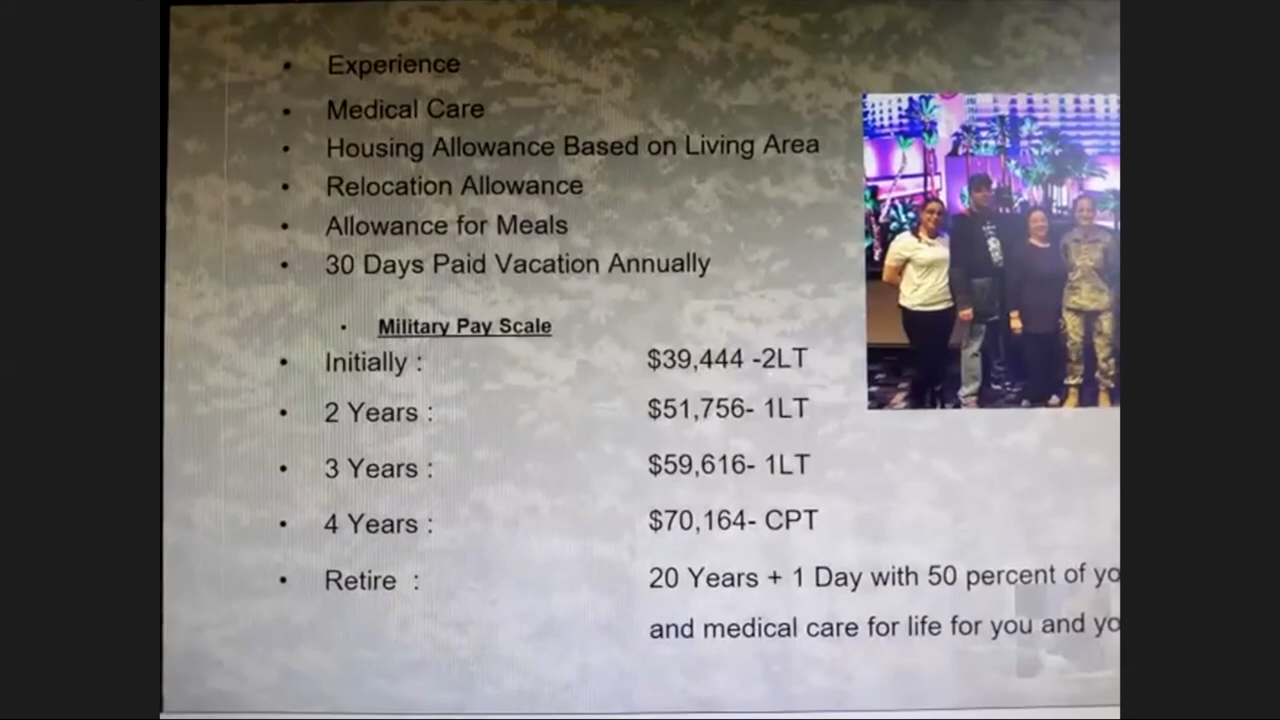 • Experience
• Medical Care
• Housing Allowance Based on Living Area
• Relocation Allowance
• Allowance for Meals
• 30 Days Paid Vacation Annually
• Military Pay Scale
• Initially : $39,444 -2LT
• 2 Years : $51,756- 1LT
• 3 Years : $59,616- 1LT
• 4 Years : $70,164- CPT
• Retire : 20 Years + 1 Day with 50 percent of yo
and medical care for life for you and yo